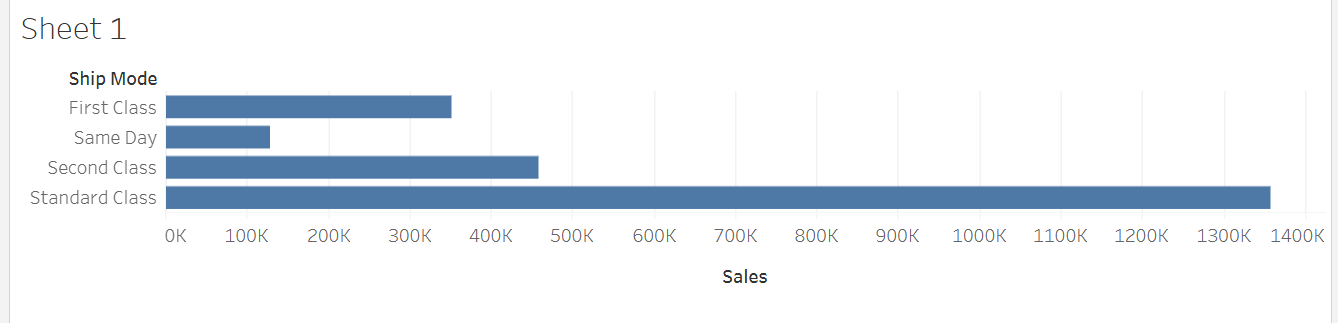 Sheet 1
Ship Mode
First Class
Same Day
Second Class
Standard Class
0K 100K 200K 300K 400K 500K 600K 700K 800K 900K 1000K 1100K 1200K 1300K 1400K
Sales